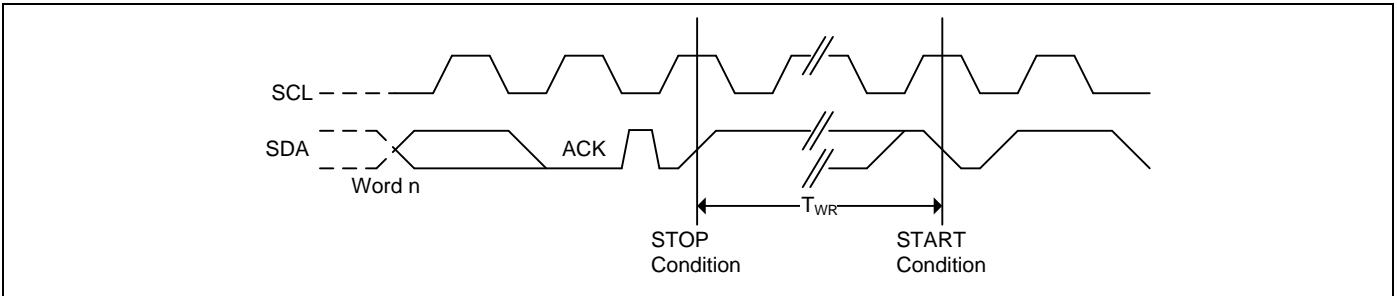 SCL
SDA
ACK
Word n
TWR
STOP
Condition
START
Condition